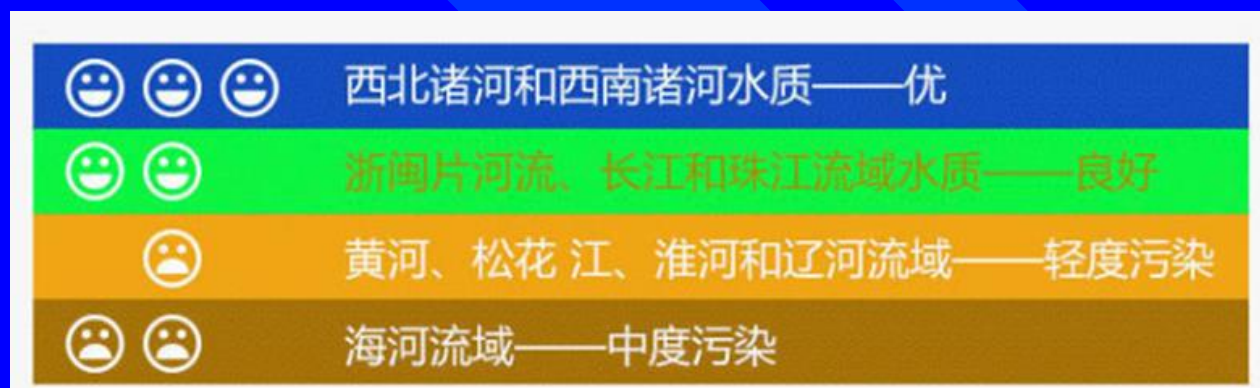 西北诸河和西南诸河水质——优
浙闽片河流、长江和珠江流域水质——良好
黄河、松花 江、淮河和辽河流域——轻度污染
海河流域——中度污染